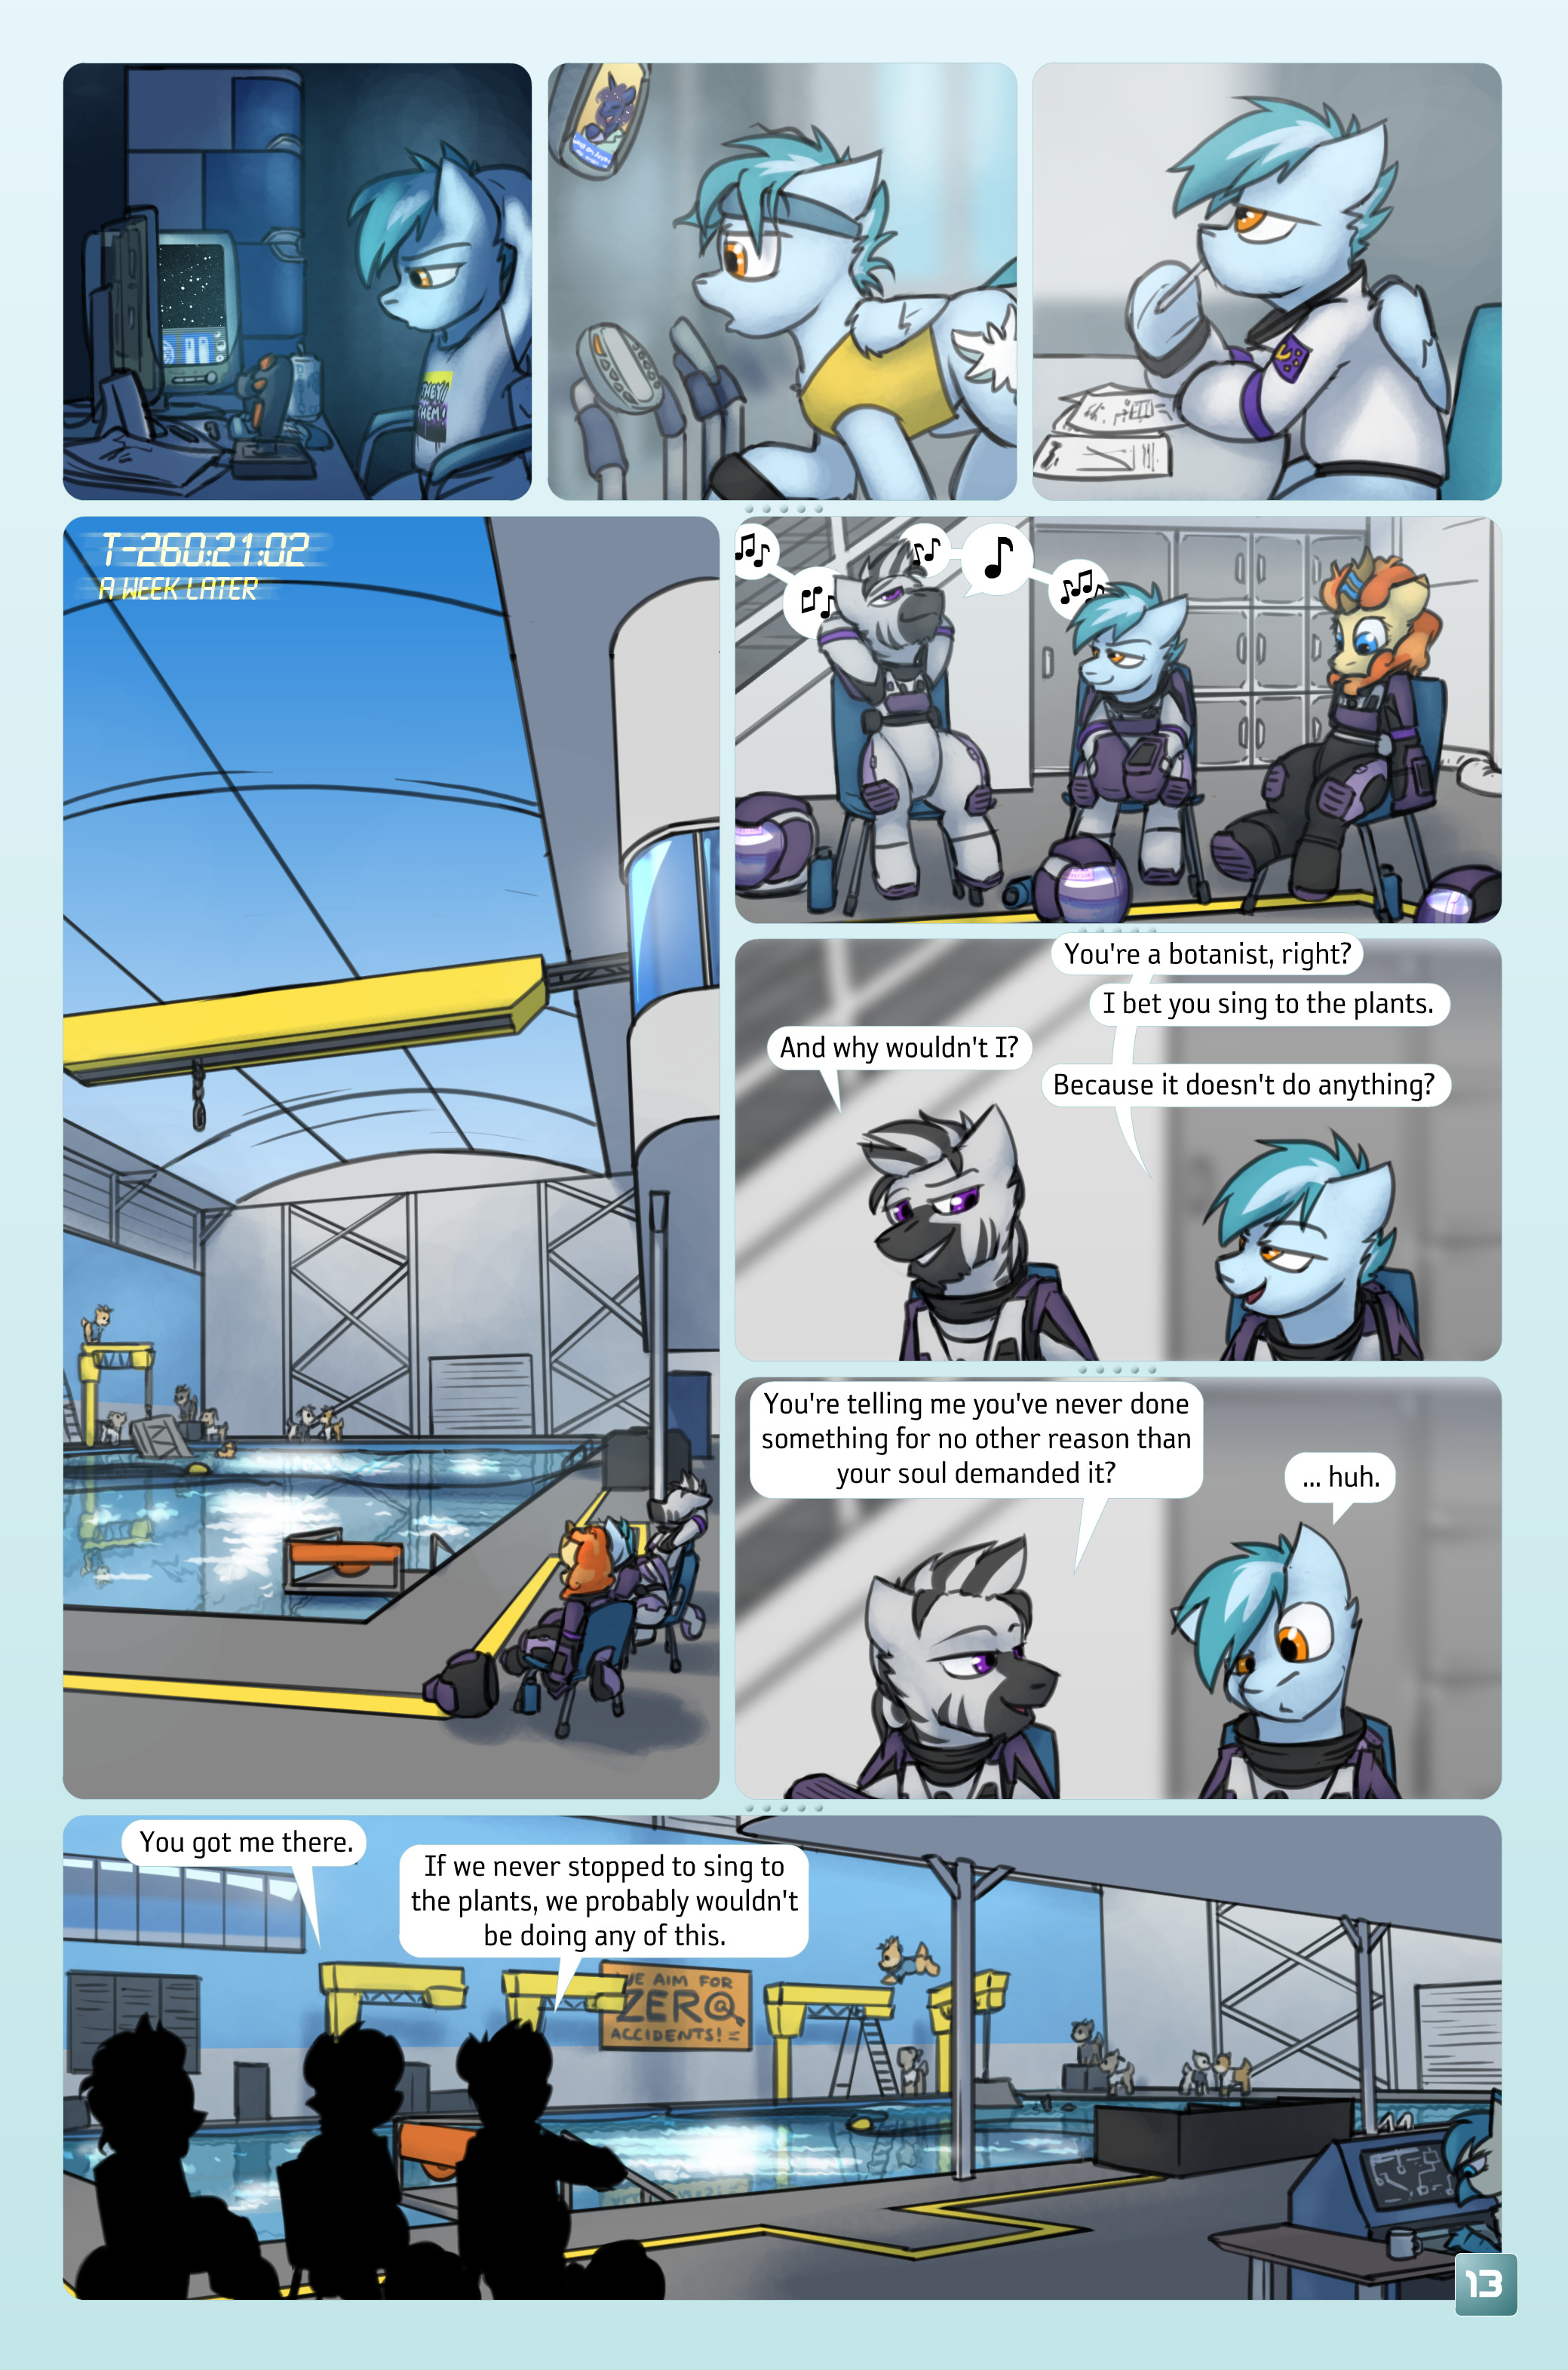 THEY/
THEM!
T-260:21:02
A WEEK LATER
You're a botanist, right?
I bet you sing to the plants.
And why wouldn't I?
Because it doesn't do anything?
You're telling me you've never done
something for no other reason than
your soul demanded it?
... huh.
You got me there.
If we never stopped to sing to
the plants, we probably wouldn't
be doing any of this.
WE AIM FOR
ZERO
ACCIDENTS!
13